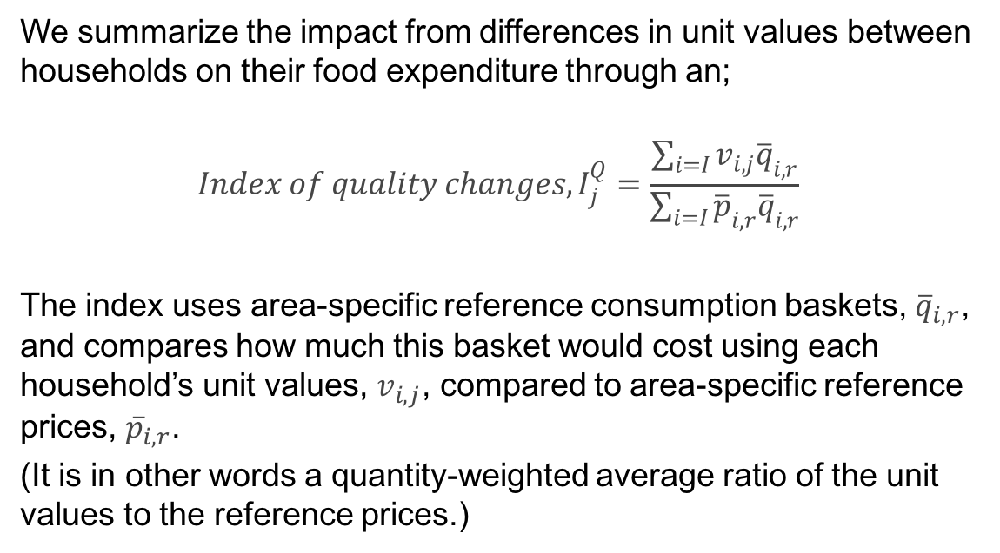 We summarize the impact from differences in unit values between
households on their food expenditure through an;
Index of quality changes, I_j^Q = \frac{\sum_{i=I} v_{i,j} \bar{q}_{i,r}}{\sum_{i=I} \bar{p}_{i,r} \bar{q}_{i,r}}
The index uses area-specific reference consumption baskets, q̄_{i,r},
and compares how much this basket would cost using each
household’s unit values, v_{i,j}, compared to area-specific reference
prices, p̄_{i,r}.
(It is in other words a quantity-weighted average ratio of the unit
values to the reference prices.)